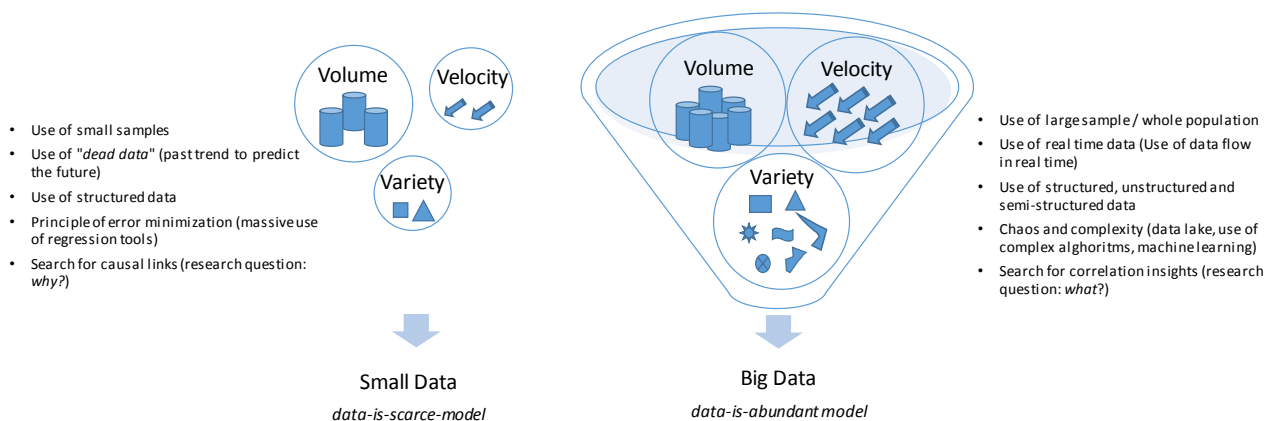 Volume
Velocity
Variety
• Use of small samples
• Use of "dead data" (past trend to predict
the future)
• Use of structured data
• Principle of error minimization (massive use
of regression tools)
• Search for causal links (research question:
why?)
Small Data
data-is-scarce-model
Volume
Velocity
Variety
• Use of large sample / whole population
• Use of real time data (Use of data flow
in real time)
• Use of structured, unstructured and
semi-structured data
• Chaos and complexity (data lake, use of
complex alghoritms, machine learning)
• Search for correlation insights (research
question: what?)
Big Data
data-is-abundant model